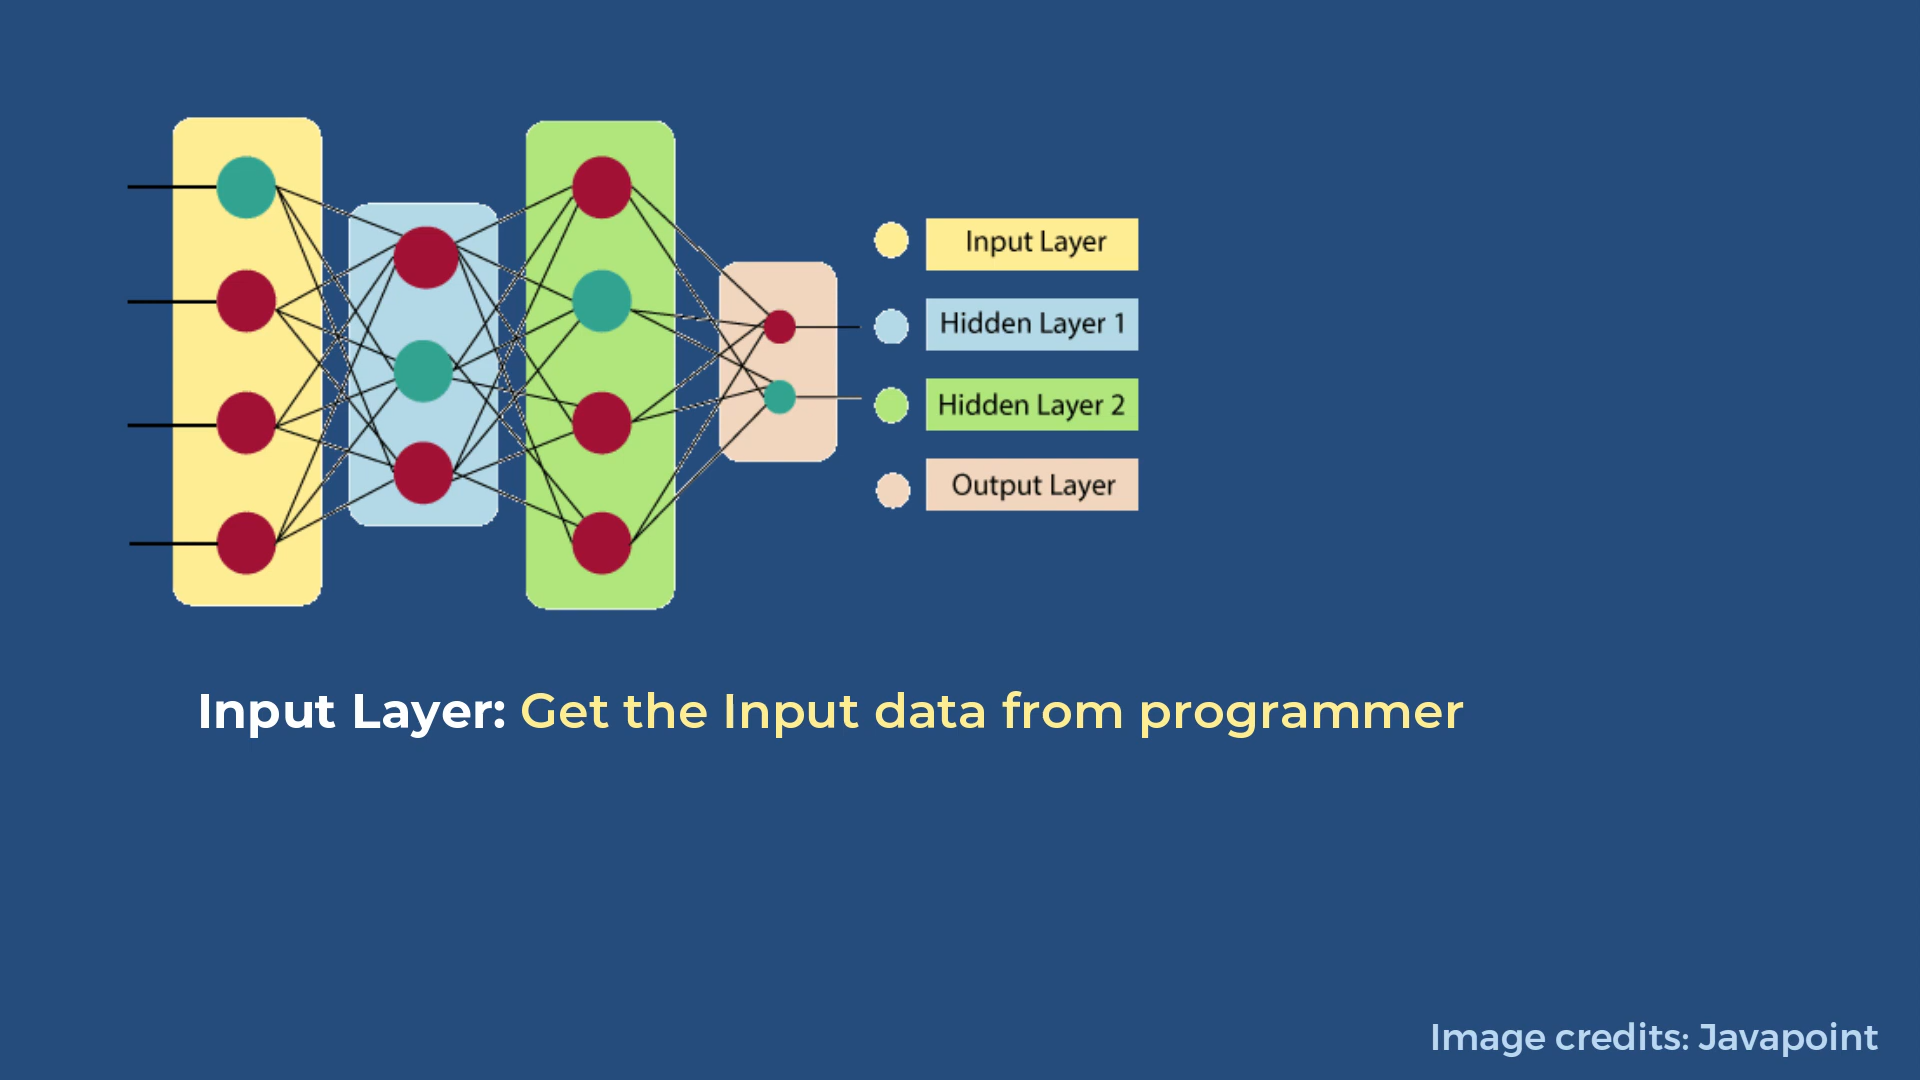 Input Layer
Hidden Layer 1
Hidden Layer 2
Output Layer
Input Layer: Get the Input data from programmer
Image credits: Javapoint